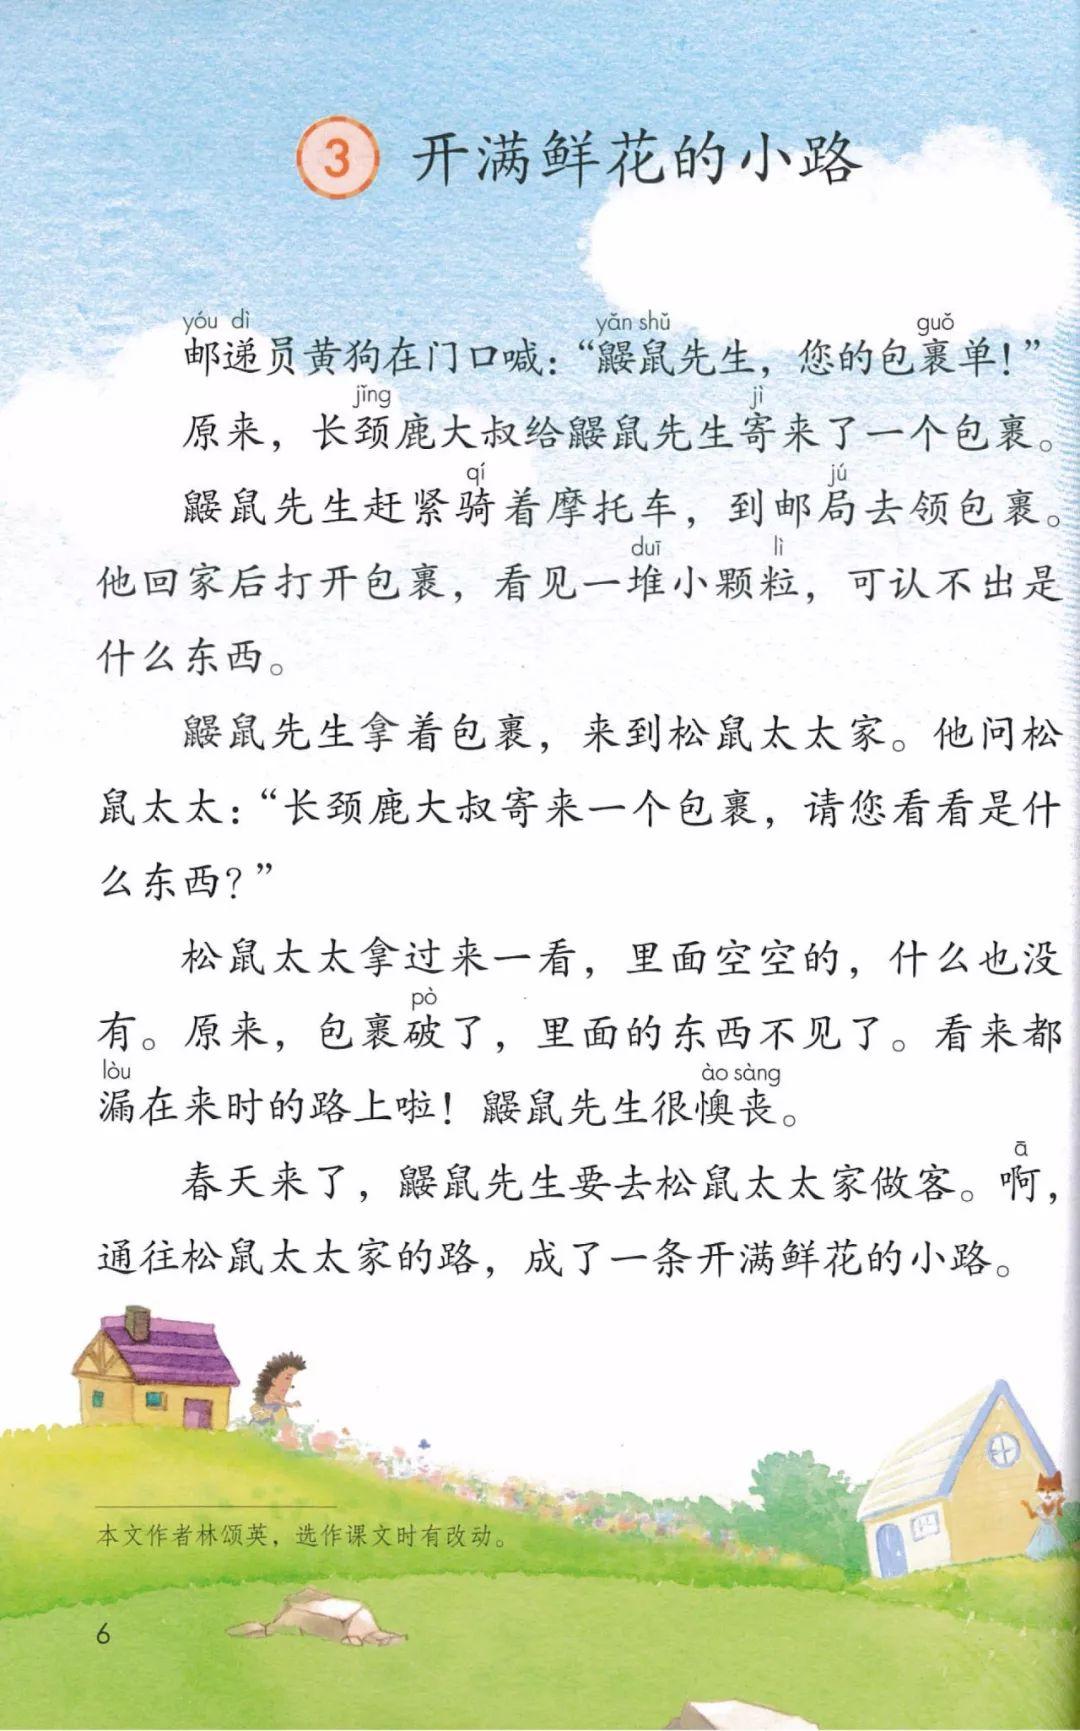 3 开满鲜花的小路
yóu dì yǎn shǔ guǒ
邮递员黄狗在门口喊：“鼹鼠先生，您的包裹单！”
jǐng jì
原来，长颈鹿大叔给鼹鼠先生寄来了一个包裹。
qí jú
鼹鼠先生赶紧骑着摩托车，到邮局去领包裹。
duī lì
他回家后打开包裹，看见一堆小颗粒，可认不出是
什么东西。
鼹鼠先生拿着包裹，来到松鼠太太家。他问松
鼠太太：“长颈鹿大叔寄来一个包裹，请您看看是什
么东西？”
松鼠太太拿过来一看，里面空空的，什么也没
pò
有。原来，包裹破了，里面的东西不见了。看来都
lòu ào sàng
漏在来时的路上啦！鼹鼠先生很懊丧。
ā
春天来了，鼹鼠先生要去松鼠太太家做客。啊，
通往松鼠太太家的路，成了一条开满鲜花的小路。
本文作者林颂英，选作课文时有改动。
6